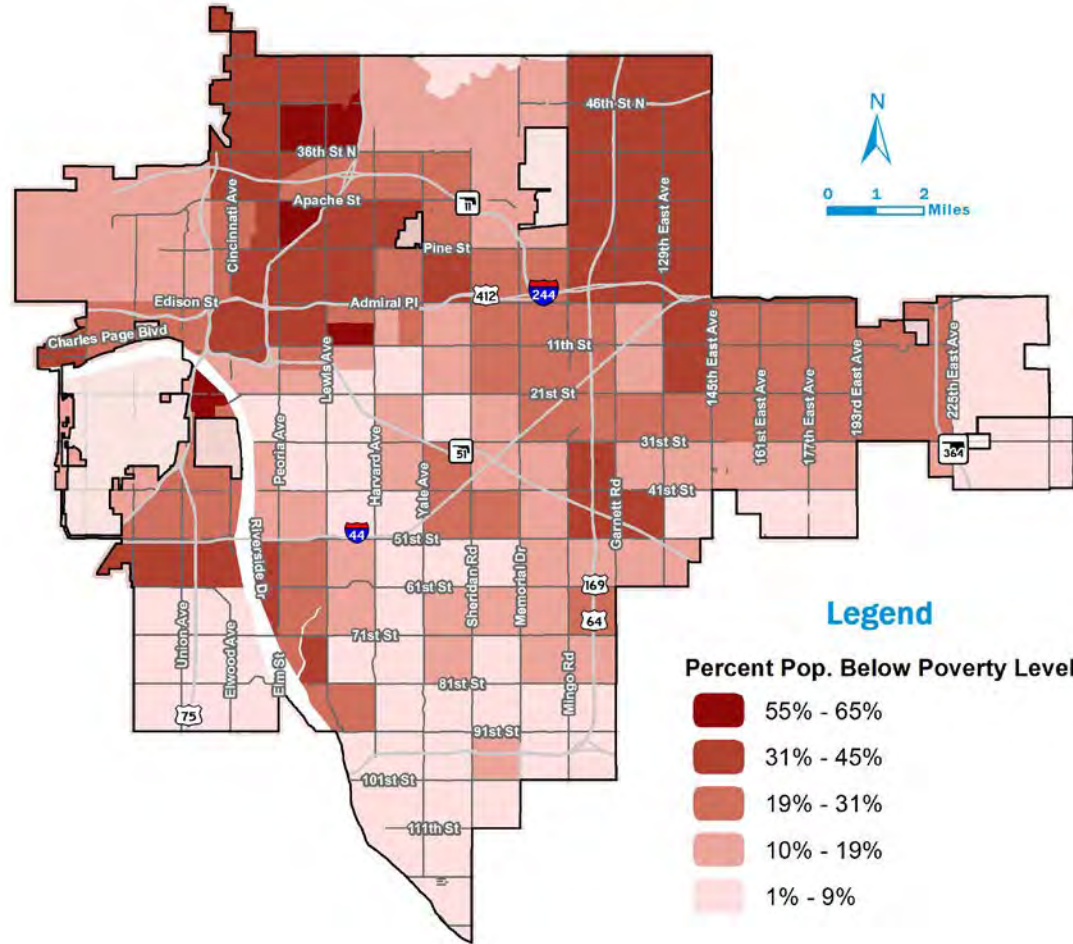 46th St N
36th St N
Cincinnati Ave
Apache St
11
129th East Ave
Pine St
Edison St
Admiral Pl
412
244
Charles Page Blvd
Lewis Ave
11th St
145th East Ave
161st East Ave
177th East Ave
193rd East Ave
225th East Ave
21st St
Peoria Ave
Harvard Ave
Yale Ave
51
31st St
364
41st St
Garnett Rd
Riverside Dr
44
51st St
Sheridan Rd
Memorial Dr
61st St
169
64
Union Ave
Elwood Ave
Elm St
71st St
81st St
Mingo Rd
75
91st St
101st St
111th St
N
0 1 2
Miles
Legend
Percent Pop. Below Poverty Level
55% - 65%
31% - 45%
19% - 31%
10% - 19%
1% - 9%